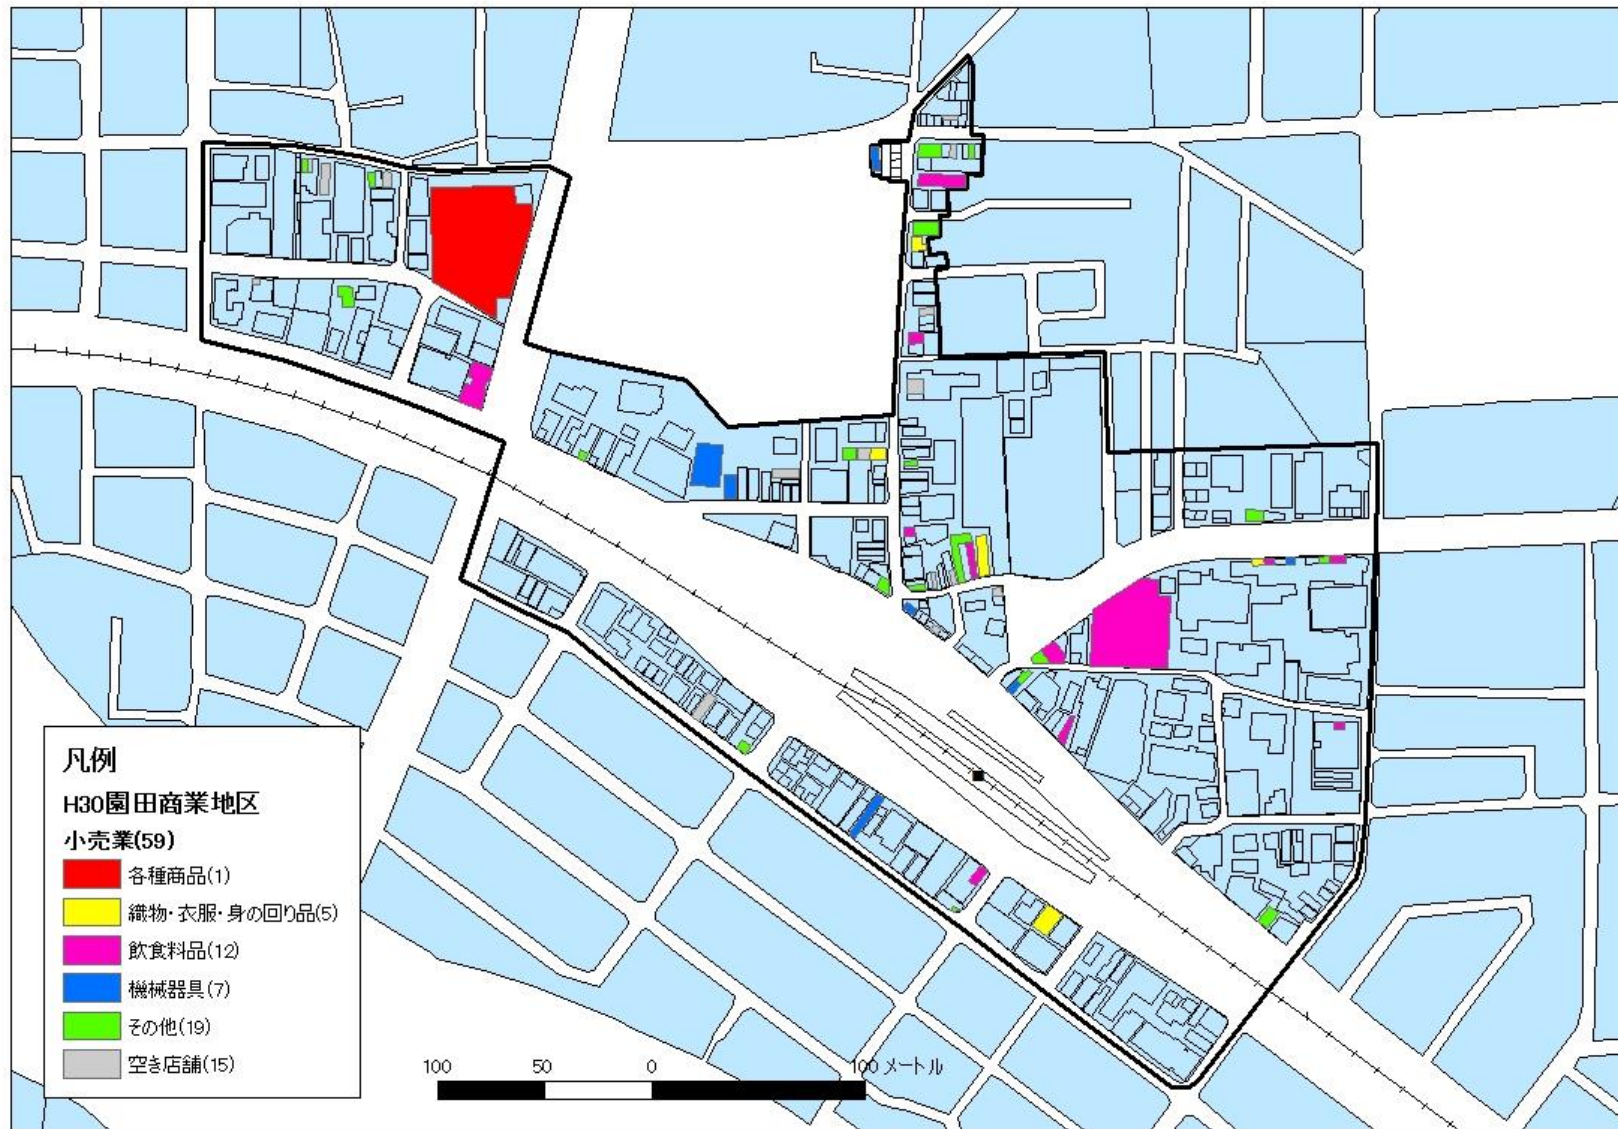 凡例
H30園田商業地区
小売業(59)
各種商品(1)
織物・衣服・身の回り品(5)
飲食料品(12)
機械器具(7)
その他(19)
空き店舗(15)
100 50 0 100 メートル